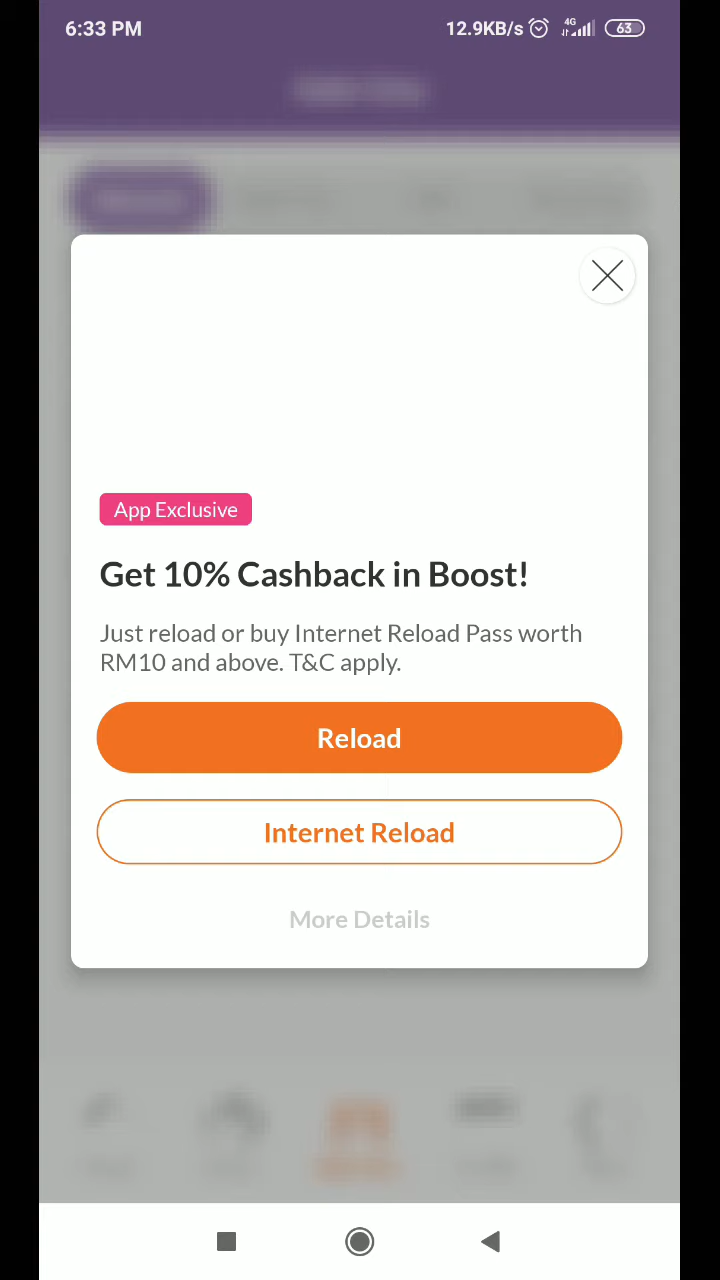 6:33 PM
12.9KB/s 4G 63
App Exclusive
Get 10% Cashback in Boost!
Just reload or buy Internet Reload Pass worth
RM10 and above. T&C apply.
Reload
Internet Reload
More Details